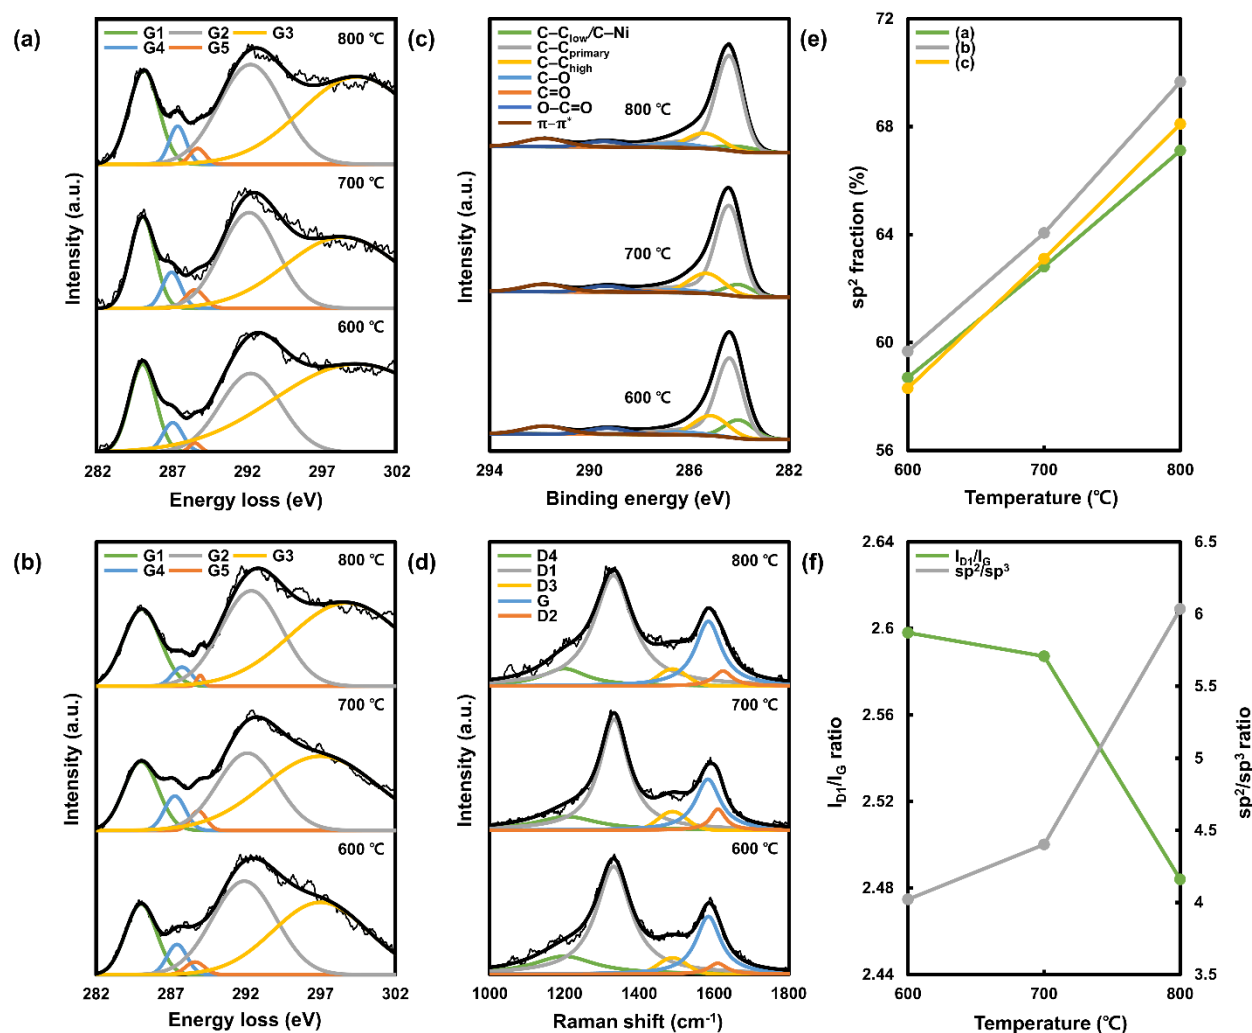 (a)
G1 G2 G3
G4 G5
800 ℃
700 ℃
600 ℃
Intensity (a.u.)
282 287 292 297 302
Energy loss (eV)
(c)
C–Clow/C–Ni
C–Cprimary
C–Chigh
C–O
C=O
O–C=O
π–π*
800 ℃
700 ℃
600 ℃
Intensity (a.u.)
294 290 286 282
Binding energy (eV)
(e)
(a)
(b)
(c)
72
68
64
60
56
sp² fraction (%)
600 700 800
Temperature (℃)
(b)
G1 G2 G3
G4 G5
800 ℃
700 ℃
600 ℃
Intensity (a.u.)
282 287 292 297 302
Energy loss (eV)
(d)
D4
D1
D3
G
D2
800 ℃
700 ℃
600 ℃
Intensity (a.u.)
1000 1200 1400 1600 1800
Raman shift (cm⁻¹)
(f)
I_D1/I_G
sp²/sp³
2.64
2.6
2.56
2.52
2.48
2.44
I_D1/I_G ratio
6.5
6
5.5
5
4.5
4
3.5
sp²/sp³ ratio
600 700 800
Temperature (℃)